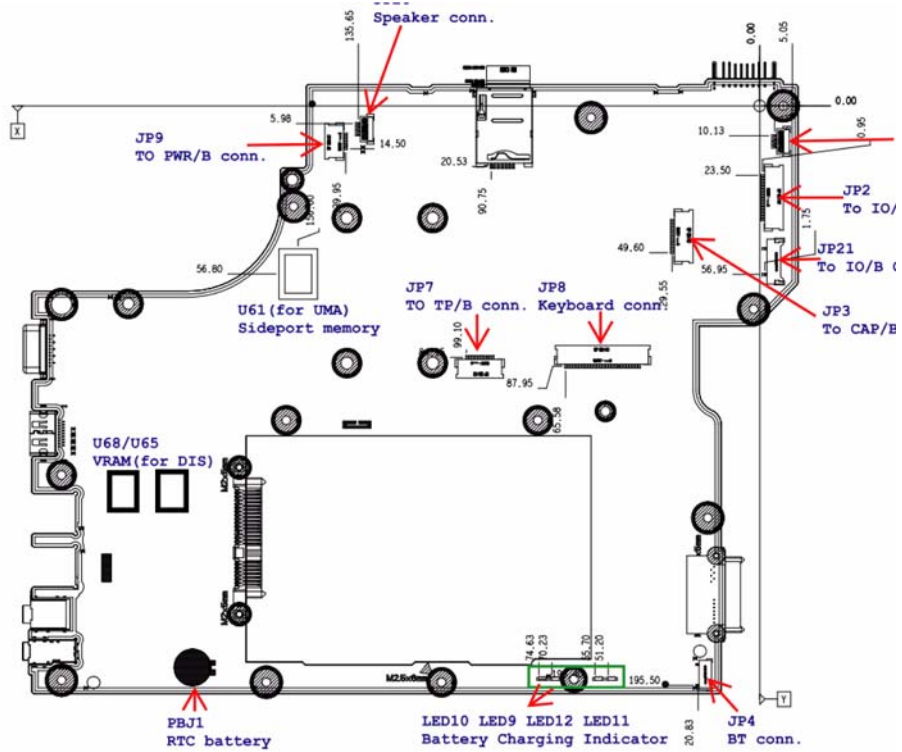 Speaker conn.
135.65
0.00
5.05
0.00
X
5.98
JP9
TO PWR/B conn.
14.50
10.13
0.95
20.53
90.75
23.50
JP2
To IO/
1.75
49.60
56.95
JP21
To IO/B
56.80
29.55
U61(for UMA)
Sideport memory
JP7
TO TP/B conn.
JP8
Keyboard conn.
JP3
To CAP/B
99.10
87.95
65.58
U68/U65
VRAM(for DIS)
M2x5mm
M2x5mm
74.63
70.23
51.20
M2.5x6mm
195.50
Y
20.83
PBJ1
RTC battery
LED10 LED9 LED12 LED11
Battery Charging Indicator
JP4
BT conn.